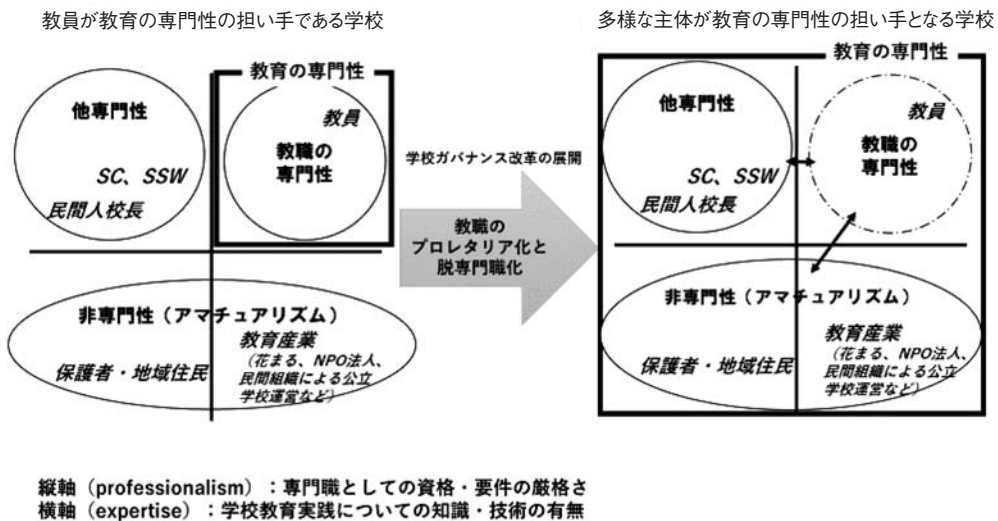 教員が教育の専門性の担い手である学校
多様な主体が教育の専門性の担い手となる学校
教育の専門性
他専門性
教員
教職の
専門性
SC、SSW
民間人校長
非専門性（アマチュアリズム）
教育産業
（花まる、NPO法人、
民間組織による公立
学校運営など）
保護者・地域住民
学校ガバナンス改革の展開
教職の
プロレタリア化と
脱専門職化
教育の専門性
他専門性
教員
教職の
専門性
SC、SSW
民間人校長
非専門性（アマチュアリズム）
教育産業
（花まる、NPO法人、
民間組織による公立
学校運営など）
保護者・地域住民
縦軸（professionalism）：専門職としての資格・要件の厳格さ
横軸（expertise）：学校教育実践についての知識・技術の有無